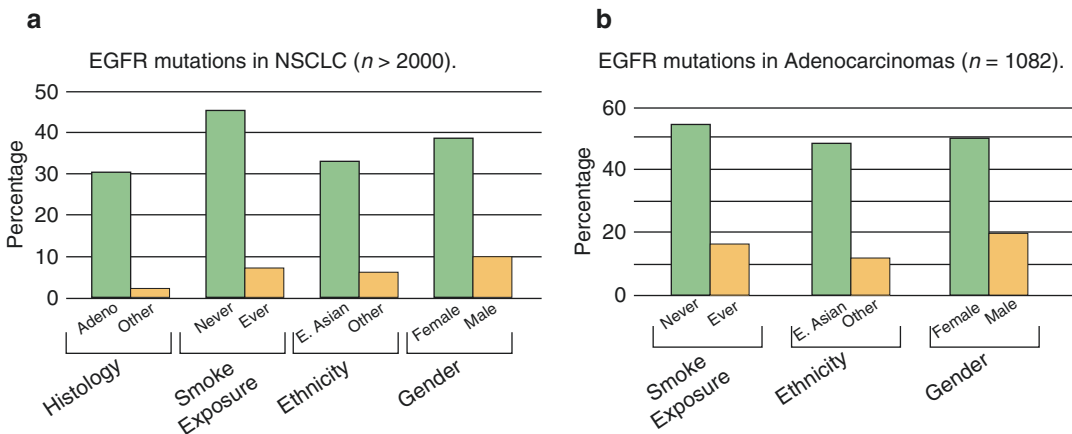 a
EGFR mutations in NSCLC (n > 2000).
Percentage
50
40
30
20
10
0
Adeno Other Never Ever E. Asian Other Female Male
Histology
Smoke
Exposure
Ethnicity
Gender
b
EGFR mutations in Adenocarcinomas (n = 1082).
Percentage
60
40
20
0
Never Ever E. Asian Other Female Male
Smoke
Exposure
Ethnicity
Gender